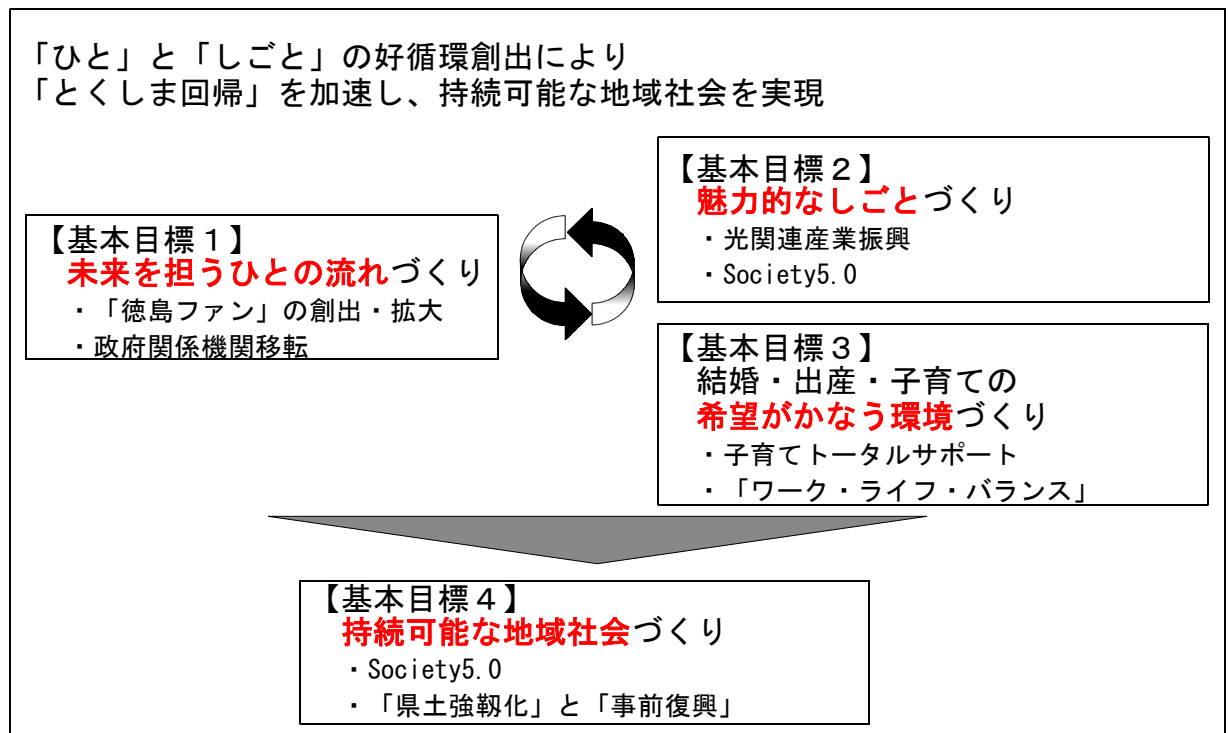 「ひと」と「しごと」の好循環創出により
「とくしま回帰」を加速し、持続可能な地域社会を実現
【基本目標１】
未来を担うひとの流れづくり
・「徳島ファン」の創出・拡大
・政府関係機関移転
【基本目標２】
魅力的なしごとづくり
・光関連産業振興
・Society5.0
【基本目標３】
結婚・出産・子育ての
希望がかなう環境づくり
・子育てトータルサポート
・「ワーク・ライフ・バランス」
【基本目標４】
持続可能な地域社会づくり
・Society5.0
・「県土強靱化」と「事前復興」